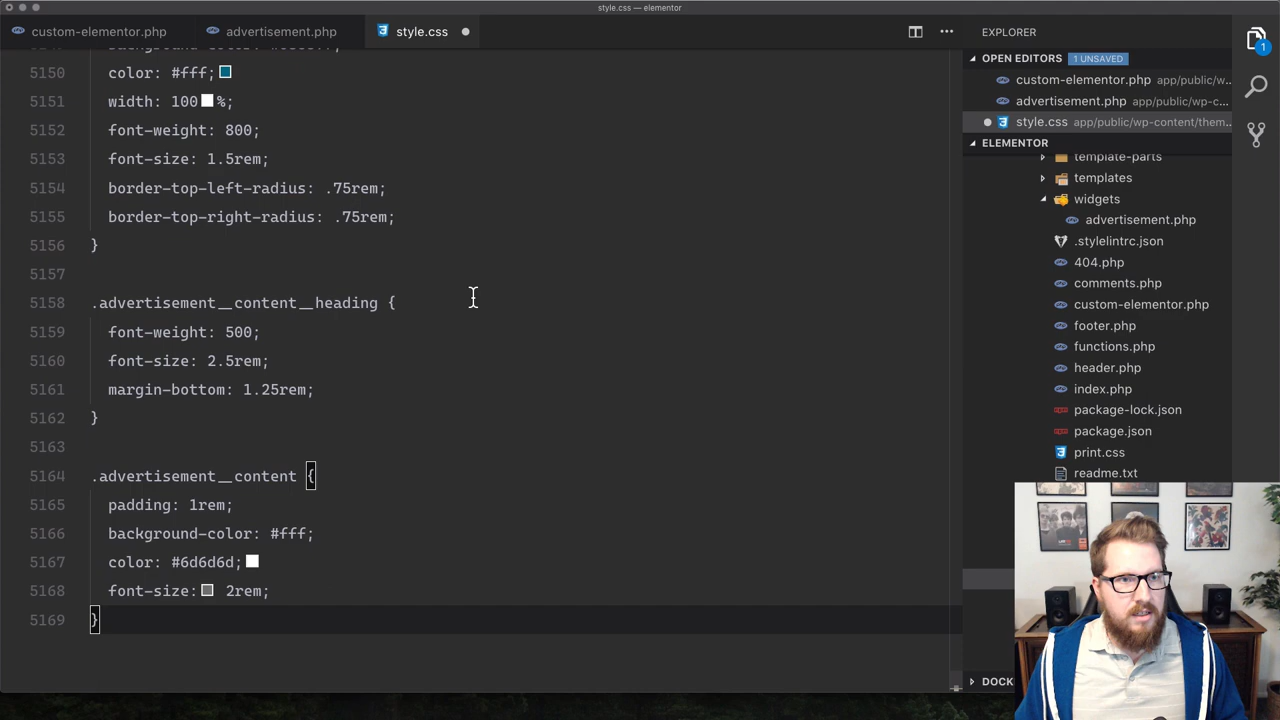 style.css — elementor
custom-elementor.php
advertisement.php
style.css
EXPLORER
OPEN EDITORS
1 UNSAVED
custom-elementor.php app/public/w...
advertisement.php app/public/wp-c...
style.css app/public/wp-content/them...
ELEMENTOR
template-parts
templates
widgets
advertisement.php
.stylelintrc.json
404.php
comments.php
custom-elementor.php
footer.php
functions.php
header.php
index.php
package-lock.json
package.json
print.css
readme.txt
DOCK
1
5150 color: #fff;
5151 width: 100%;
5152 font-weight: 800;
5153 font-size: 1.5rem;
5154 border-top-left-radius: .75rem;
5155 border-top-right-radius: .75rem;
5156 }
5157
5158 .advertisement__content__heading {
5159 font-weight: 500;
5160 font-size: 2.5rem;
5161 margin-bottom: 1.25rem;
5162 }
5163
5164 .advertisement__content {
5165 padding: 1rem;
5166 background-color: #fff;
5167 color: #6d6d6d;
5168 font-size: 2rem;
5169 }